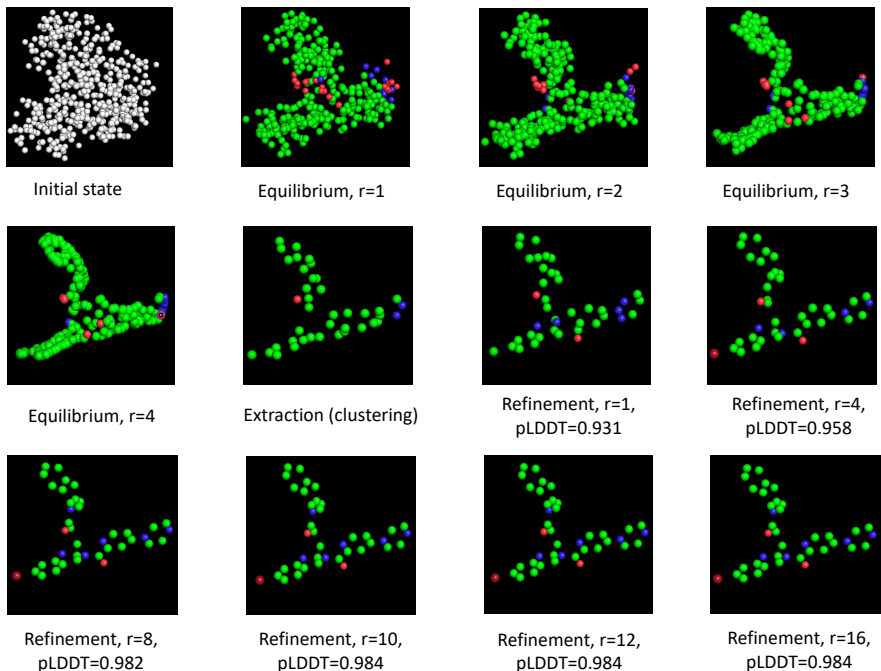 Initial state
Equilibrium, r=1
Equilibrium, r=2
Equilibrium, r=3
Equilibrium, r=4
Extraction (clustering)
Refinement, r=1,
pLDDT=0.931
Refinement, r=4,
pLDDT=0.958
Refinement, r=8,
pLDDT=0.982
Refinement, r=10,
pLDDT=0.984
Refinement, r=12,
pLDDT=0.984
Refinement, r=16,
pLDDT=0.984